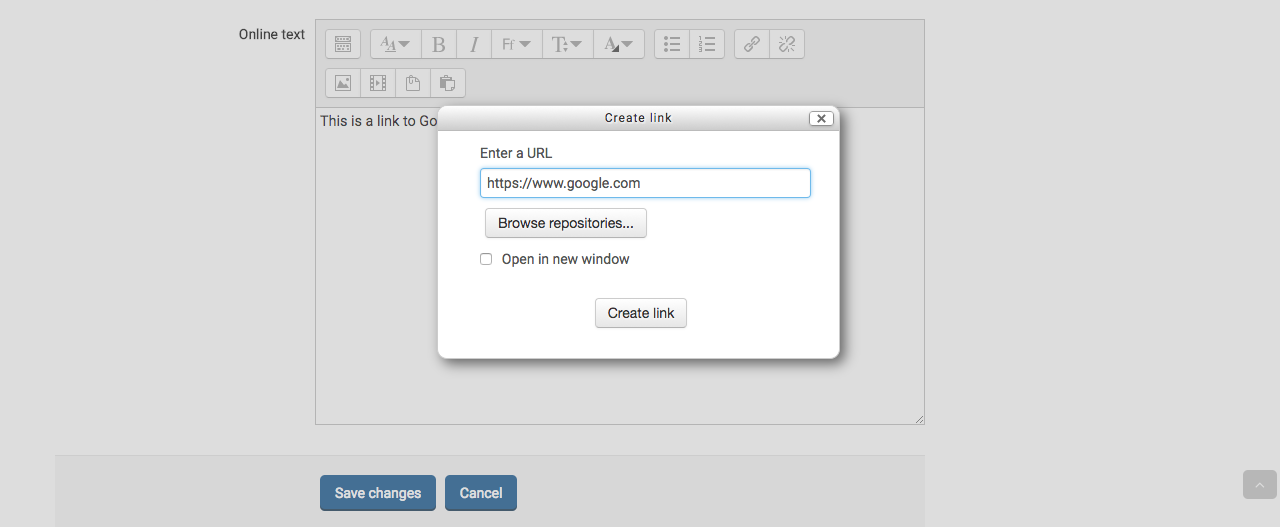 Online text
This is a link to Go
Create link
Enter a URL
https://www.google.com
Browse repositories...
Open in new window
Create link
Save changes
Cancel